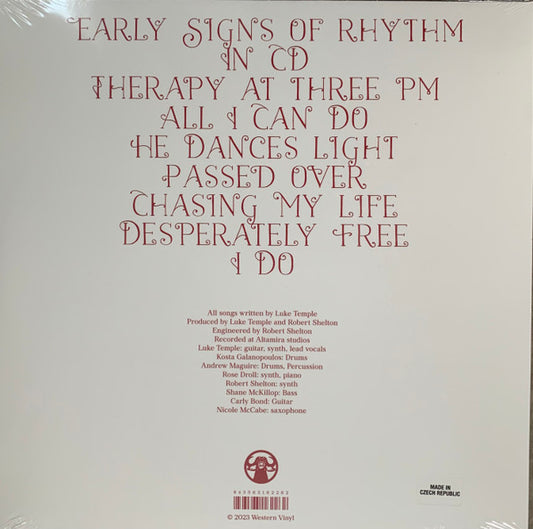 EARLY SIGNS OF RHYTHM
IN CD
THERAPY AT THREE PM
ALL I CAN DO
HE DANCES LIGHT
PASSED OVER
CHASING MY LIFE
DESPERATELY FREE
I DO
All songs written by Luke Temple
Produced by Luke Temple and Robert Shelton
Engineered by Robert Shelton
Recorded at Altamira studios
Luke Temple: guitar, synth, lead vocals
Kosta Galanopoulos: Drums
Andrew Maguire: Drums, Percussion
Rose Droll: synth, piano
Robert Shelton: synth
Shane McKillop: Bass
Carly Bond: Guitar
Nicole McCabe: saxophone
© 2023 Western Vinyl
MADE IN
CZECH REPUBLIC